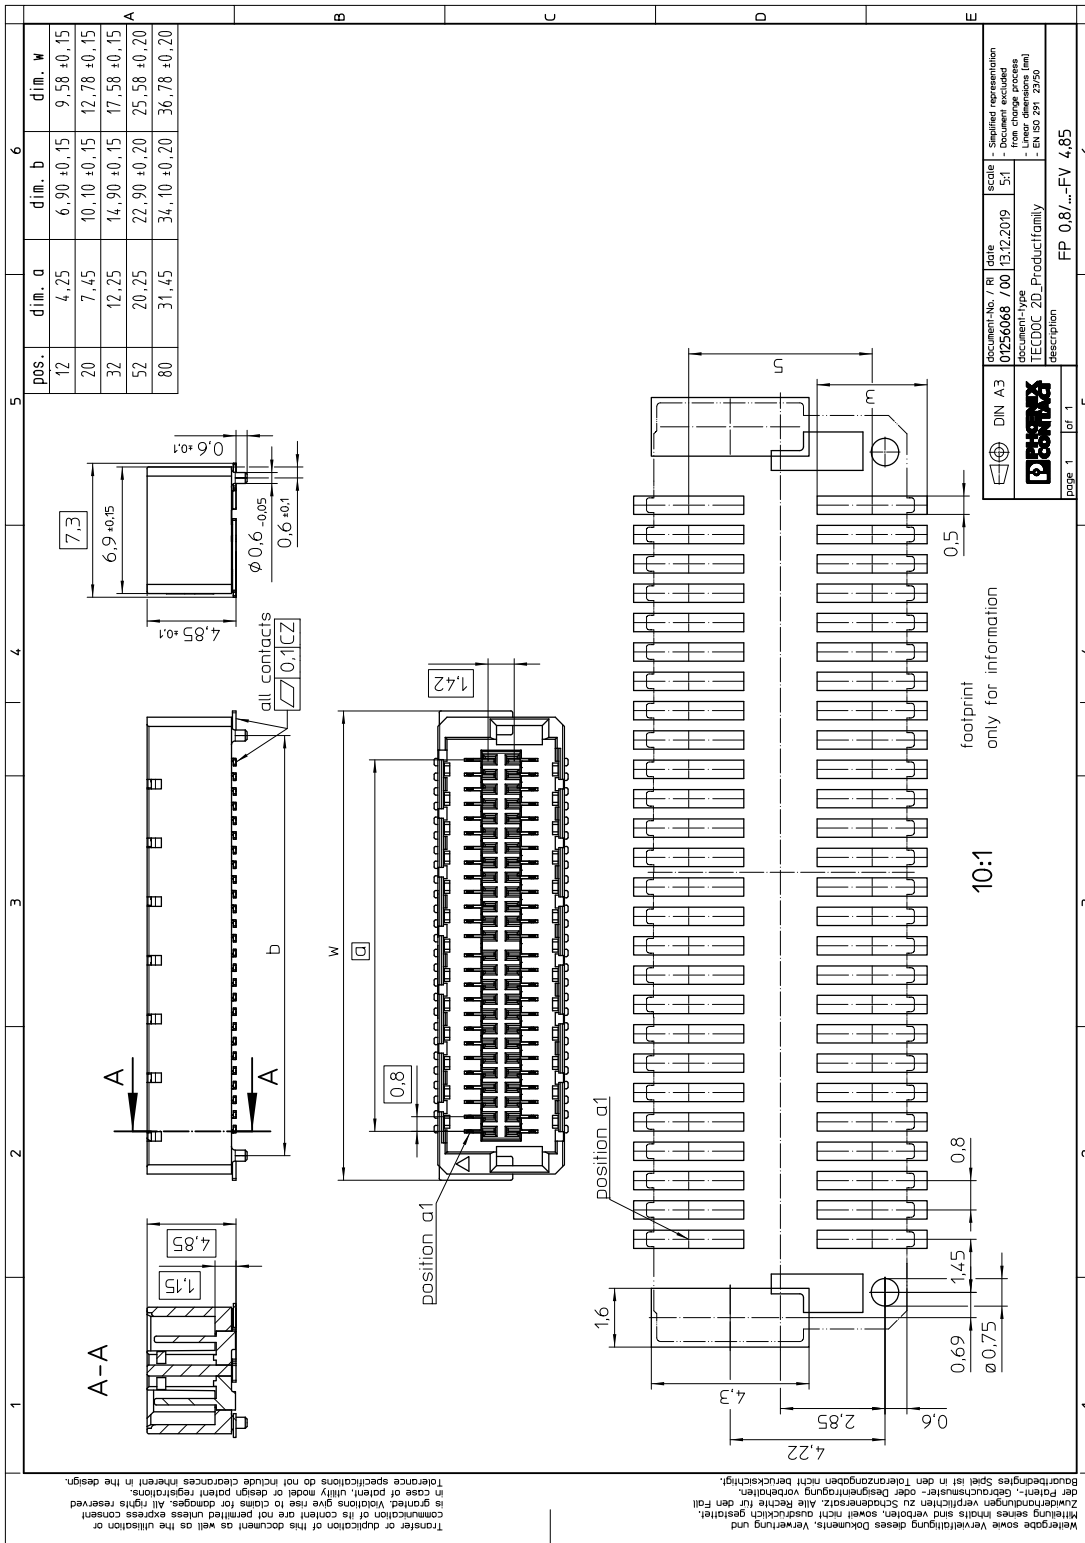 A
B
C
D
E
6
5
4
3
2
1
pos. dim. a dim. b dim. w
12 4,25 6,90 ±0,15 9,58 ±0,15
20 7,45 10,10 ±0,15 12,78 ±0,15
32 12,25 14,90 ±0,15 17,58 ±0,15
52 20,25 22,90 ±0,20 25,58 ±0,20
80 31,45 34,10 ±0,20 36,78 ±0,20
7,3
6,9 ±0,15
4,85 ±0,1
0,6 ±0,1
Ø 0,6 -0,05
0,6 ±0,1
all contacts
0,1 CZ
b
A
A
A-A
4,85
1,15
w
a
0,8
1,42
position a1
position a1
5
3
0,5
footprint
only for information
10:1
0,8
1,45
0,69
Ø 0,75
1,6
4,3
4,22
2,85
0,6
DIN A3
PHOENIX
CONTACT
page 1 of 1
document-No. / RI
01256068 / 00
date
13.12.2019
scale
5:1
- Simplified representation
- Document excluded
from change process
- Linear dimensions [mm]
- EN ISO 291 23/50
document-type
TECDOC 2D_Productfamily
description
FP 0,8/...-FV 4,85
Transfer or duplication of this document as well as the utilisation or
communication of its content are not permitted unless express consent
is granted. Violations give rise to claims for damages. All rights reserved
in case of patent, utility model or design patent registrations.
Tolerance specifications do not include clearances inherent in the design.
Weitergabe sowie Vervielfältigung dieses Dokuments, Verwertung und
Mitteilung seines Inhalts sind verboten, soweit nicht ausdrücklich gestattet.
Zuwiderhandlungen verpflichten zu Schadenersatz. Alle Rechte für den Fall
der Patent-, Gebrauchsmuster- oder Designeintragung vorbehalten.
Bauartbedingtes Spiel ist in den Toleranzangaben nicht berücksichtigt.